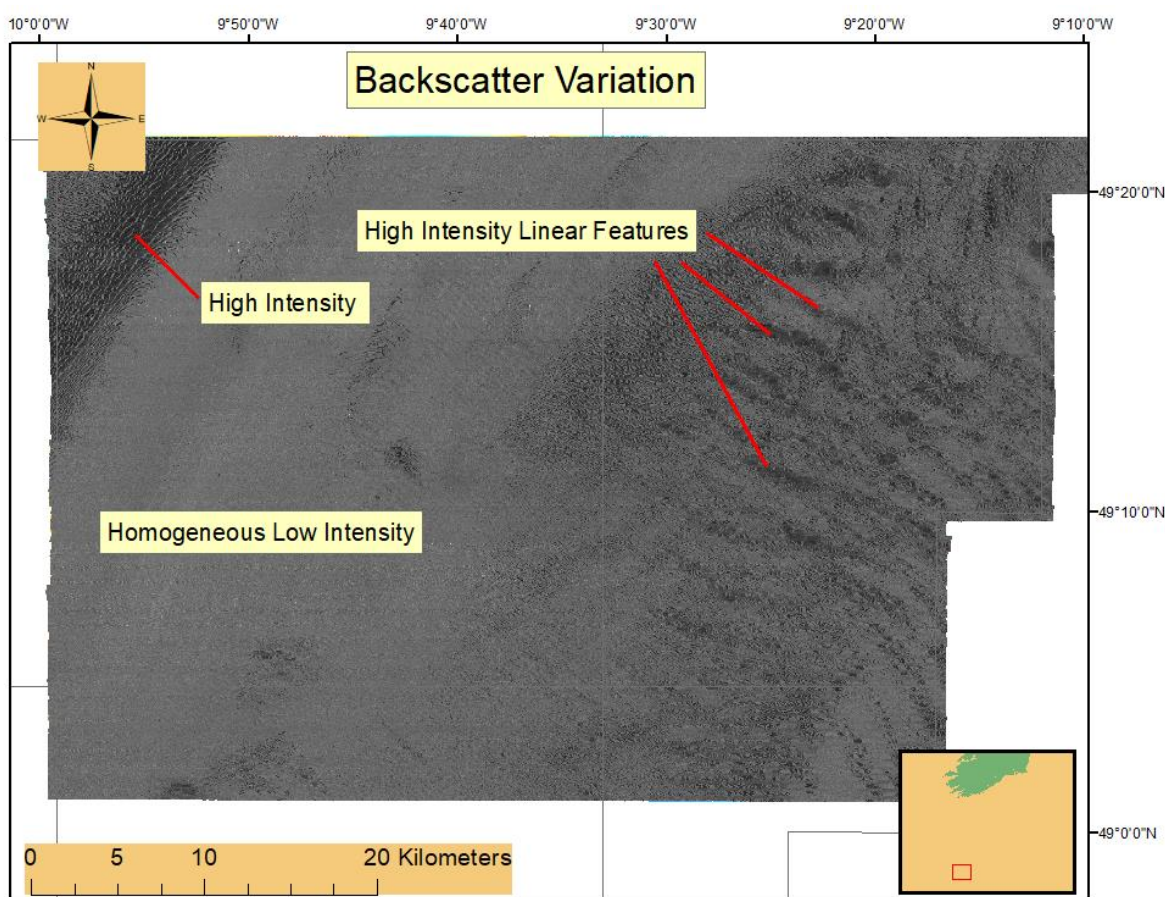 10°0'0"W 9°50'0"W 9°40'0"W 9°30'0"W 9°20'0"W 9°10'0"W
Backscatter Variation
N
W E
S
49°20'0"N
High Intensity Linear Features
High Intensity
49°10'0"N
Homogeneous Low Intensity
49°0'0"N
0 5 10 20 Kilometers